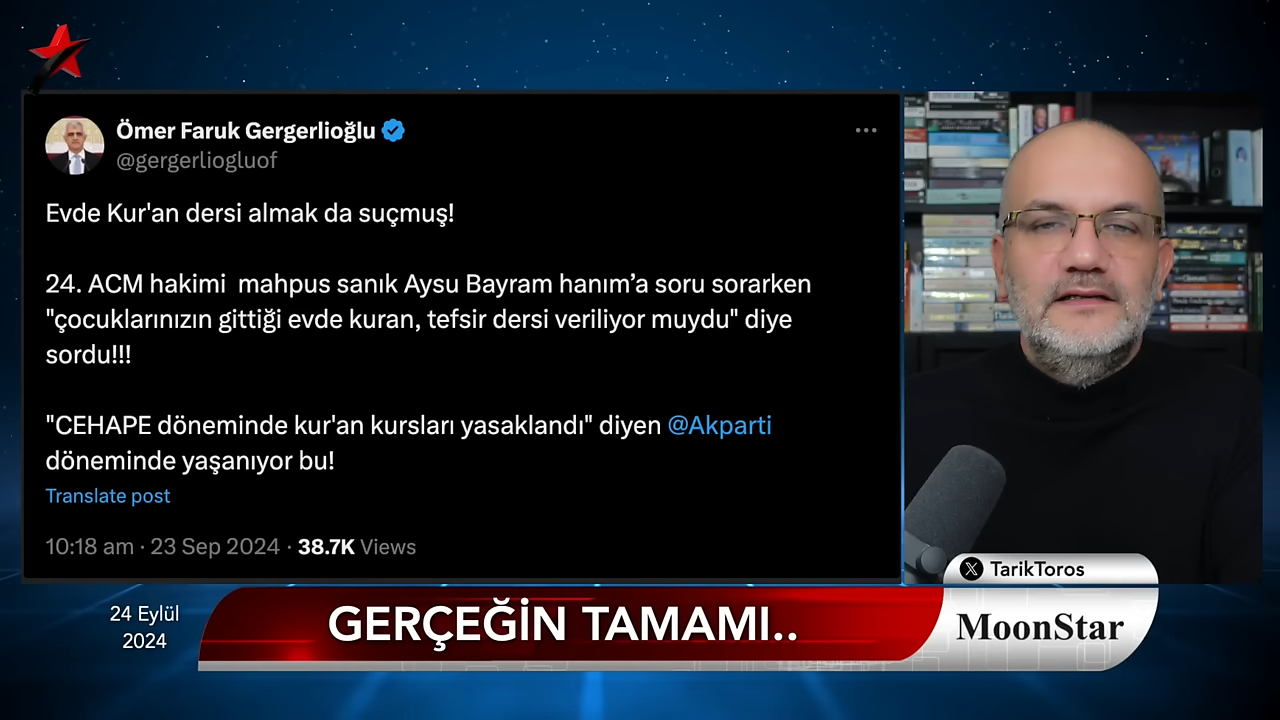 Ömer Faruk Gergerlioğlu
@gergerliogluof
Evde Kur'an dersi almak da suçmuş!
24. ACM hakimi  mahpus sanık Aysu Bayram hanım’a soru sorarken
"çocuklarınızın gittiği evde kuran, tefsir dersi veriliyor muydu" diye
sordu!!!
"CEHAPE döneminde kur'an kursları yasaklandı" diyen @Akparti
döneminde yaşanıyor bu!
Translate post
10:18 am · 23 Sep 2024 · 38.7K Views
TarikToros
24 Eylül
2024
GERÇEĞİN TAMAMI..
MoonStar